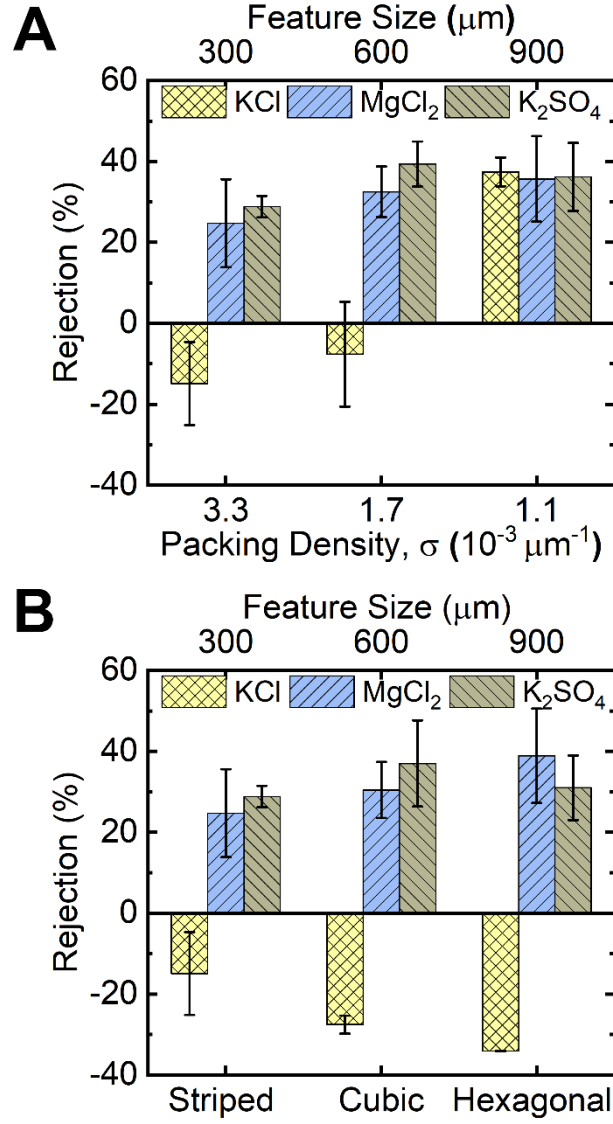 A
Feature Size (μm)
300 600 900
60
KCl MgCl₂ K₂SO₄
40
20
0
-20
-40
Rejection (%)
3.3 1.7 1.1
Packing Density, σ (10⁻³ μm⁻¹)
B
Feature Size (μm)
300 600 900
60
KCl MgCl₂ K₂SO₄
40
20
0
-20
-40
Rejection (%)
Striped Cubic Hexagonal